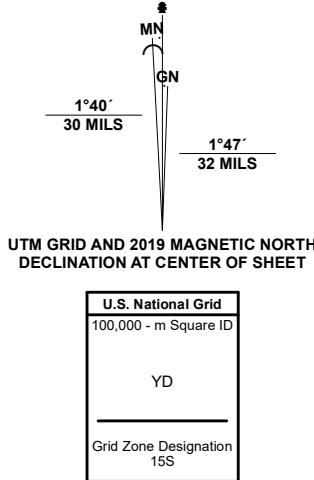 MN
GN
1°40´
30 MILS
1°47´
32 MILS
UTM GRID AND 2019 MAGNETIC NORTH
DECLINATION AT CENTER OF SHEET
U.S. National Grid
100,000 - m Square ID
YD
Grid Zone Designation
15S